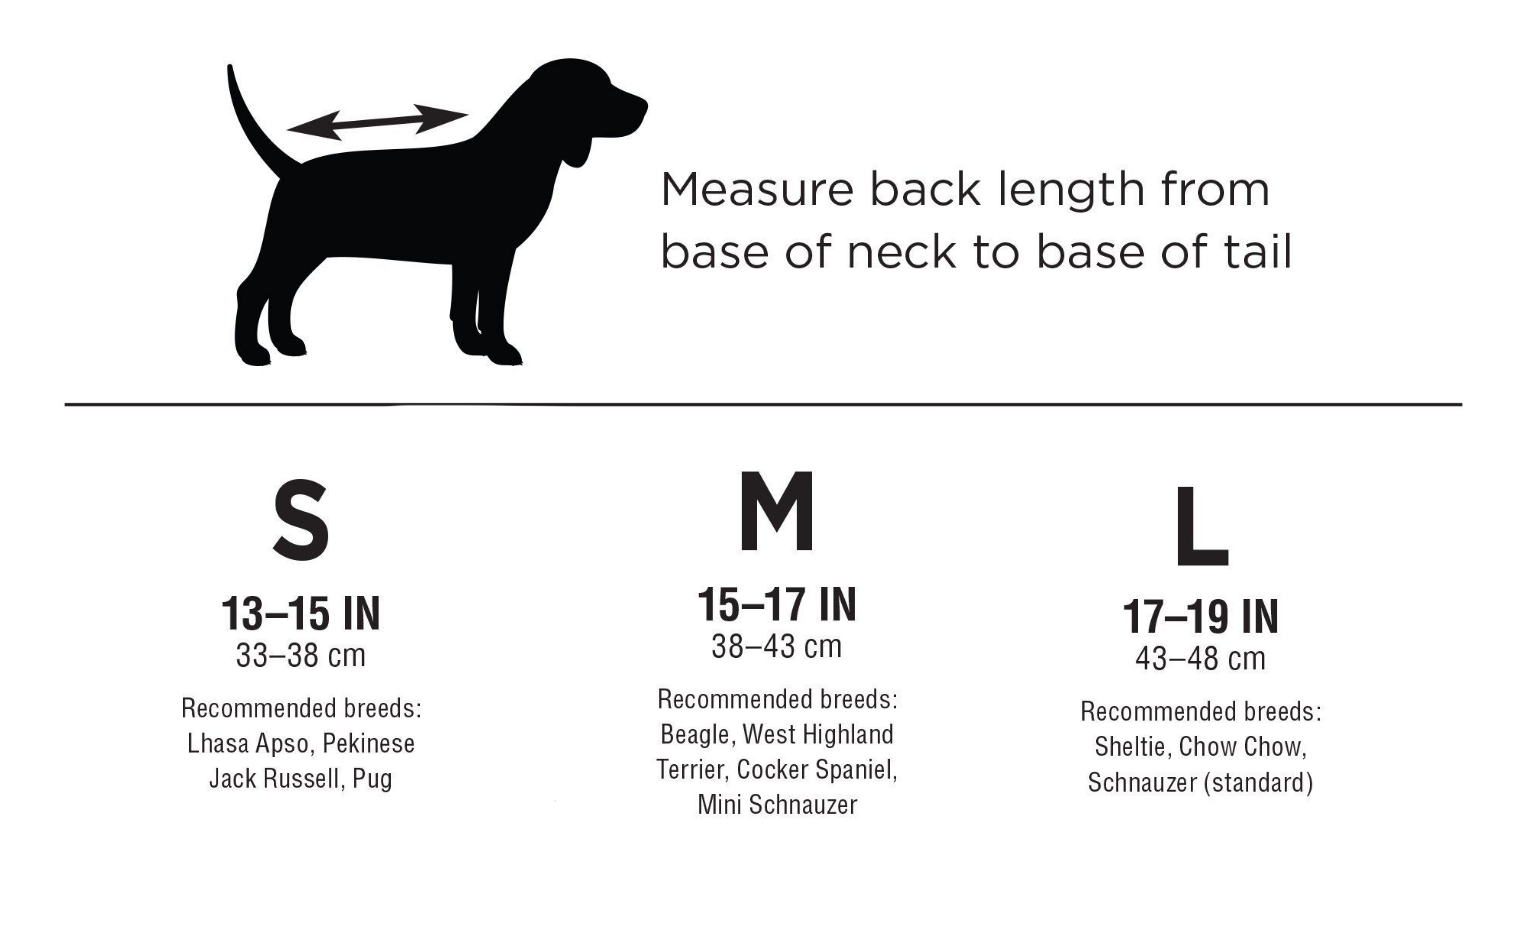 Measure back length from
base of neck to base of tail
S
13–15 IN
33–38 cm
Recommended breeds:
Lhasa Apso, Pekinese
Jack Russell, Pug
M
15–17 IN
38–43 cm
Recommended breeds:
Beagle, West Highland
Terrier, Cocker Spaniel,
Mini Schnauzer
L
17–19 IN
43–48 cm
Recommended breeds:
Sheltie, Chow Chow,
Schnauzer (standard)